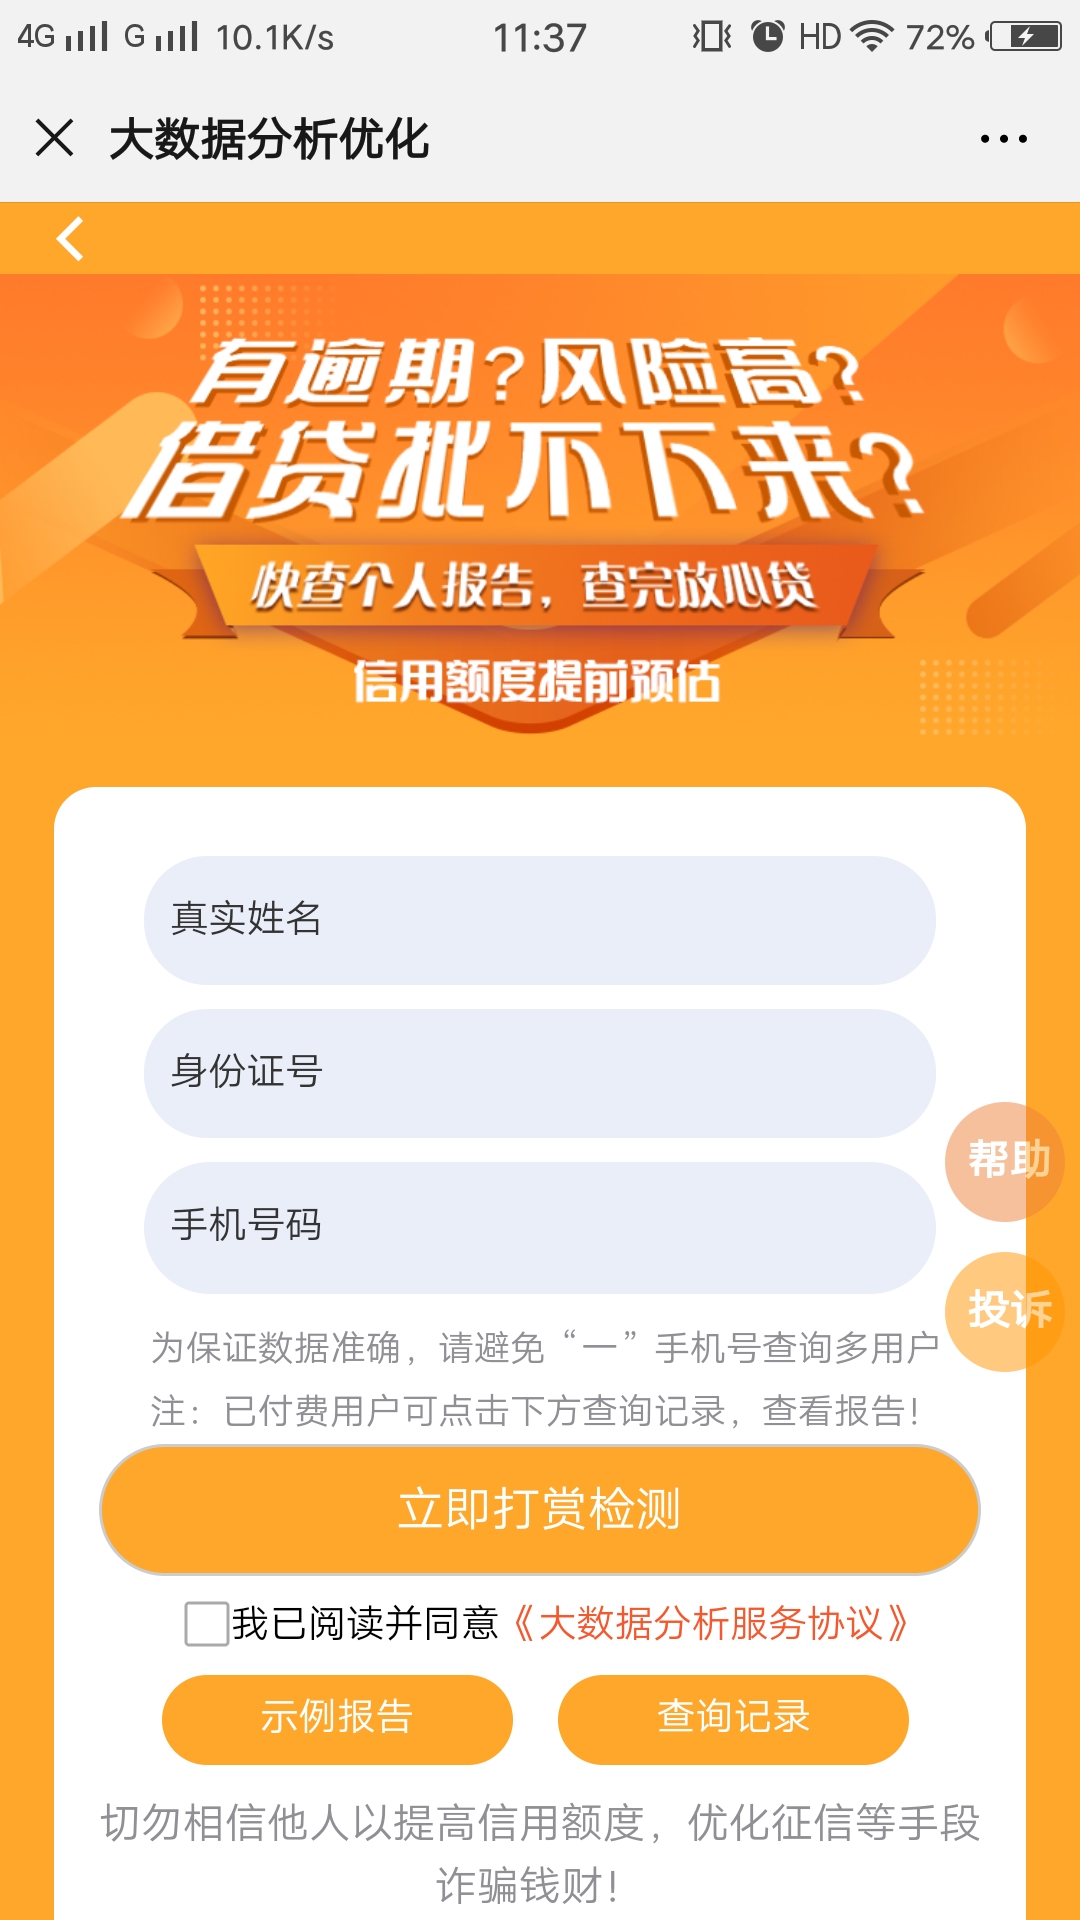 4G G 10.1K/s 11:37 HD 72%
大数据分析优化
有逾期?风险高?
借贷批不下来?
快查个人报告，查完放心贷
信用额度提前预估
真实姓名
身份证号
帮助
手机号码
投诉
为保证数据准确，请避免“一”手机号查询多用户
注：已付费用户可点击下方查询记录，查看报告！
立即打赏检测
我已阅读并同意《大数据分析服务协议》
示例报告 查询记录
切勿相信他人以提高信用额度，优化征信等手段
诈骗钱财！